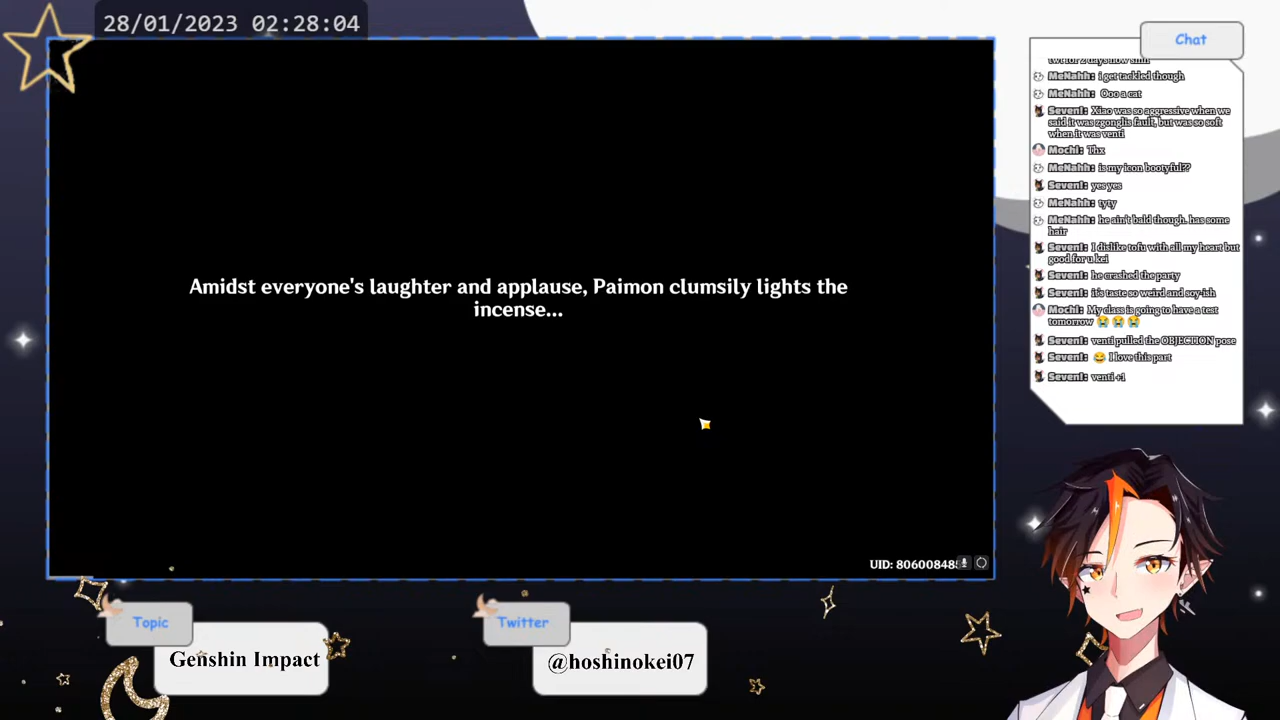 28/01/2023 02:28:04
Amidst everyone's laughter and applause, Paimon clumsily lights the
incense...
UID: 80600848
Topic
Genshin Impact
Twitter
@hoshinokei07
Chat
twt for 2 days now smh
MeNahh: i get tackled though
MeNahh: Ooo a cat
Seven!: Xiao was so aggressive when we
said it was zgonglis fault, but was so soft
when it was venti
Mochi: Thx
MeNahh: is my icon bootyful??
Seven!: yes yes
MeNahh: tyty
MeNahh: he ain't bald though. has some
hair
Seven!: I dislike tofu with all my heart but
good for u kei
Seven!: he crashed the party
Seven!: it's taste so weird and soy-ish
Mochi: My class is going to have a test
tomorrow 😭 😭 😭
Seven!: venti pulled the OBJECTION pose
Seven!: 😂 I love this part
Seven!: venti +1